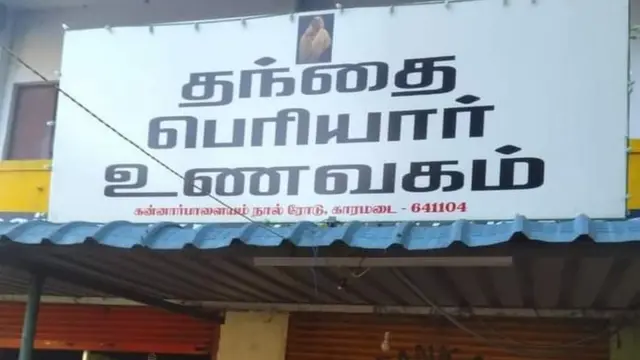 தந்தை
பெரியார்
உணவகம்
கன்னார்பாளையம் நால் ரோடு, காரமடை - 641104